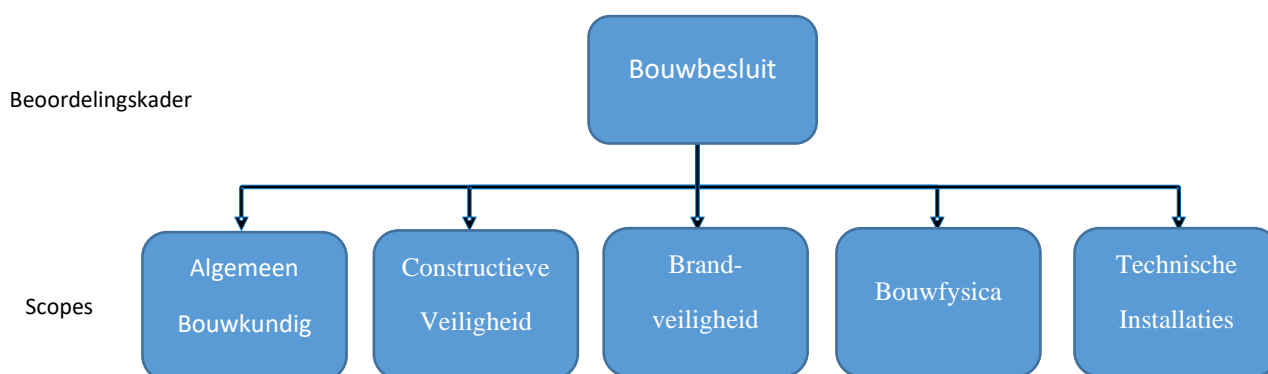 Bouwbesluit
Beoordelingskader
Algemeen
Bouwkundig
Constructieve
Veiligheid
Brand-
veiligheid
Bouwfysica
Technische
Installaties
Scopes